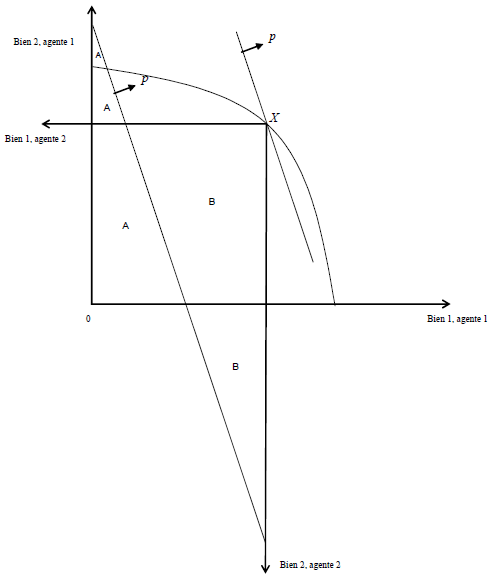 Bien 2, agente 1
p
A
p
A
X
Bien 1, agente 2
B
A
0
Bien 1, agente 1
B
Bien 2, agente 2